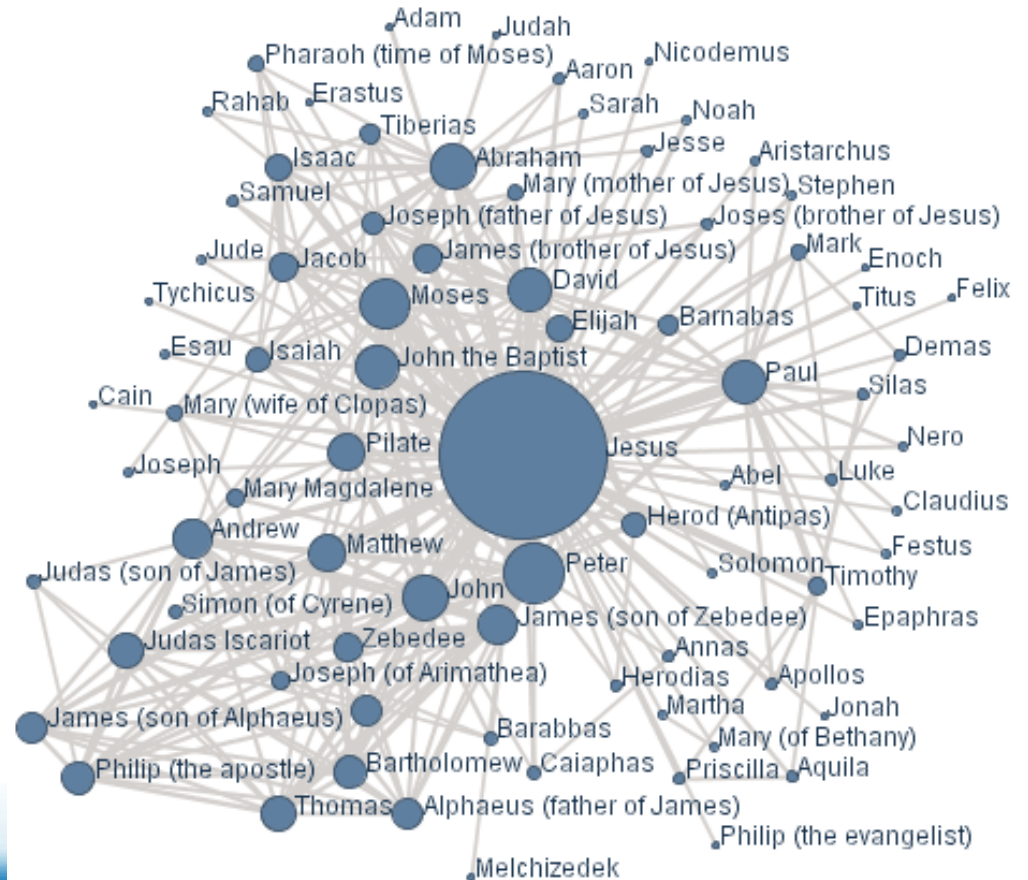 Adam
Judah
Pharaoh (time of Moses)
Nicodemus
Aaron
Rahab
Erastus
Sarah
Noah
Tiberias
Jesse
Isaac
Abraham
Aristarchus
Samuel
Mary (mother of Jesus)
Stephen
Joseph (father of Jesus)
Joses (brother of Jesus)
Jude
Jacob
James (brother of Jesus)
Mark
Enoch
Tychicus
Moses
David
Titus
Felix
Elijah
Barnabas
Esau
Isaiah
John the Baptist
Paul
Demas
Silas
Cain
Mary (wife of Clopas)
Pilate
Jesus
Nero
Joseph
Abel
Luke
Mary Magdalene
Claudius
Andrew
Herod (Antipas)
Matthew
Festus
Judas (son of James)
Peter
Solomon
Timothy
John
Simon (of Cyrene)
James (son of Zebedee)
Epaphras
Judas Iscariot
Zebedee
Annas
Joseph (of Arimathea)
Herodias
Apollos
James (son of Alphaeus)
Martha
Jonah
Barabbas
Mary (of Bethany)
Philip (the apostle)
Bartholomew
Caiaphas
Priscilla
Aquila
Thomas
Alphaeus (father of James)
Philip (the evangelist)
Melchizedek